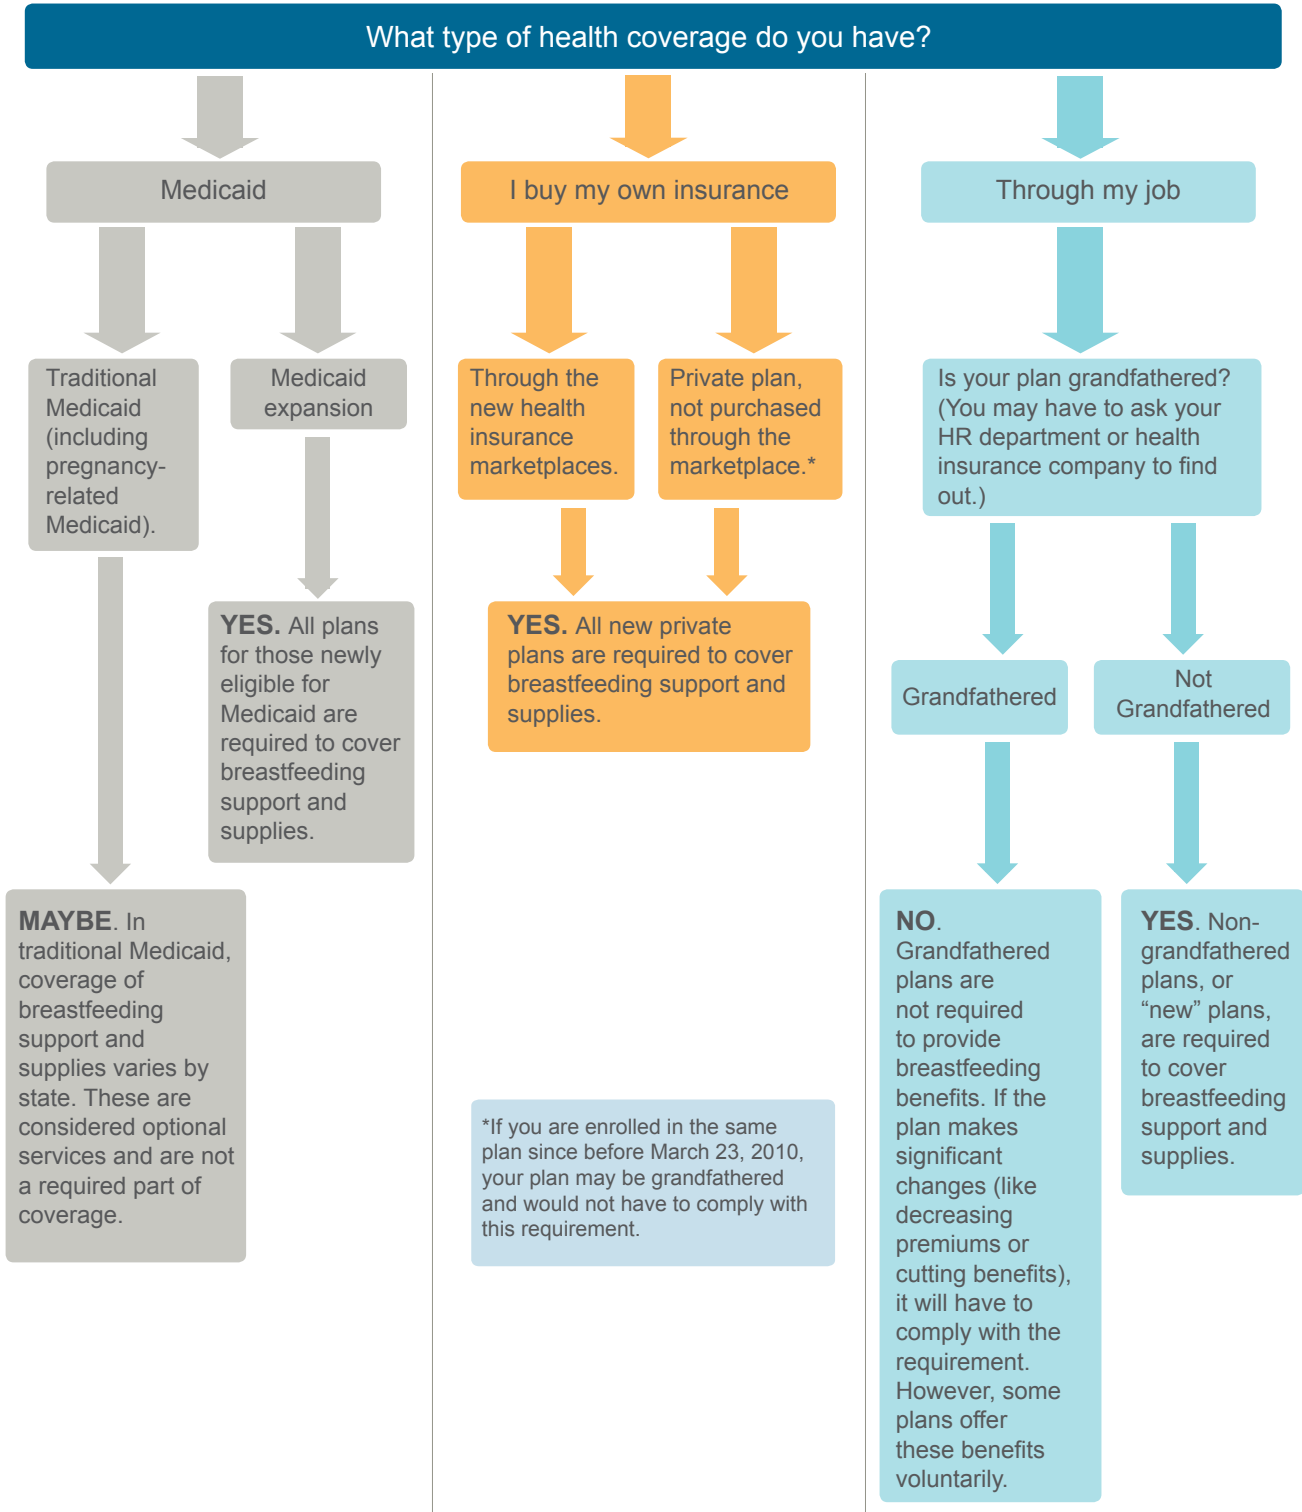 What type of health coverage do you have?
Medicaid
Traditional
Medicaid
(including
pregnancy-
related
Medicaid).
Medicaid
expansion
YES. All plans
for those newly
eligible for
Medicaid are
required to cover
breastfeeding
support and
supplies.
MAYBE. In
traditional Medicaid,
coverage of
breastfeeding
support and
supplies varies by
state. These are
considered optional
services and are not
a required part of
coverage.
I buy my own insurance
Through the
new health
insurance
marketplaces.
Private plan,
not purchased
through the
marketplace.*
YES. All new private
plans are required to cover
breastfeeding support and
supplies.
*If you are enrolled in the same
plan since before March 23, 2010,
your plan may be grandfathered
and would not have to comply with
this requirement.
Through my job
Is your plan grandfathered?
(You may have to ask your
HR department or health
insurance company to find
out.)
Grandfathered
Not
Grandfathered
NO.
Grandfathered
plans are
not required
to provide
breastfeeding
benefits. If the
plan makes
significant
changes (like
decreasing
premiums or
cutting benefits),
it will have to
comply with the
requirement.
However, some
plans offer
these benefits
voluntarily.
YES. Non-
grandfathered
plans, or
“new” plans,
are required
to cover
breastfeeding
support and
supplies.